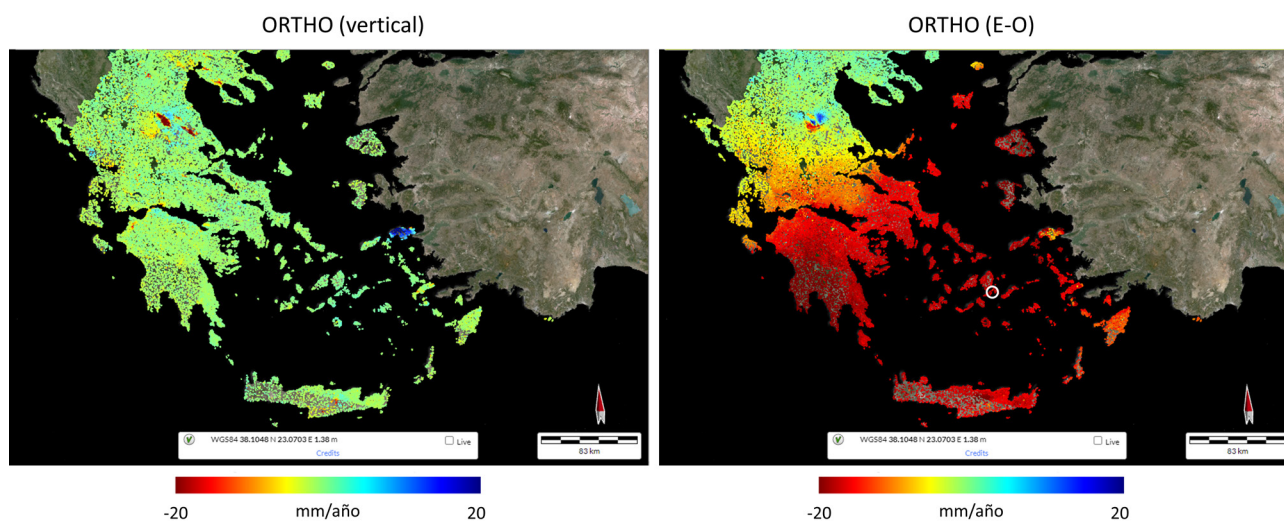 ORTHO (vertical)
ORTHO (E-O)
WGS84 38.1048 N 23.0703 E 1.38 m
Live
Credits
83 km
WGS84 38.1048 N 23.0703 E 1.38 m
Live
Credits
83 km
-20
mm/año
20
-20
mm/año
20